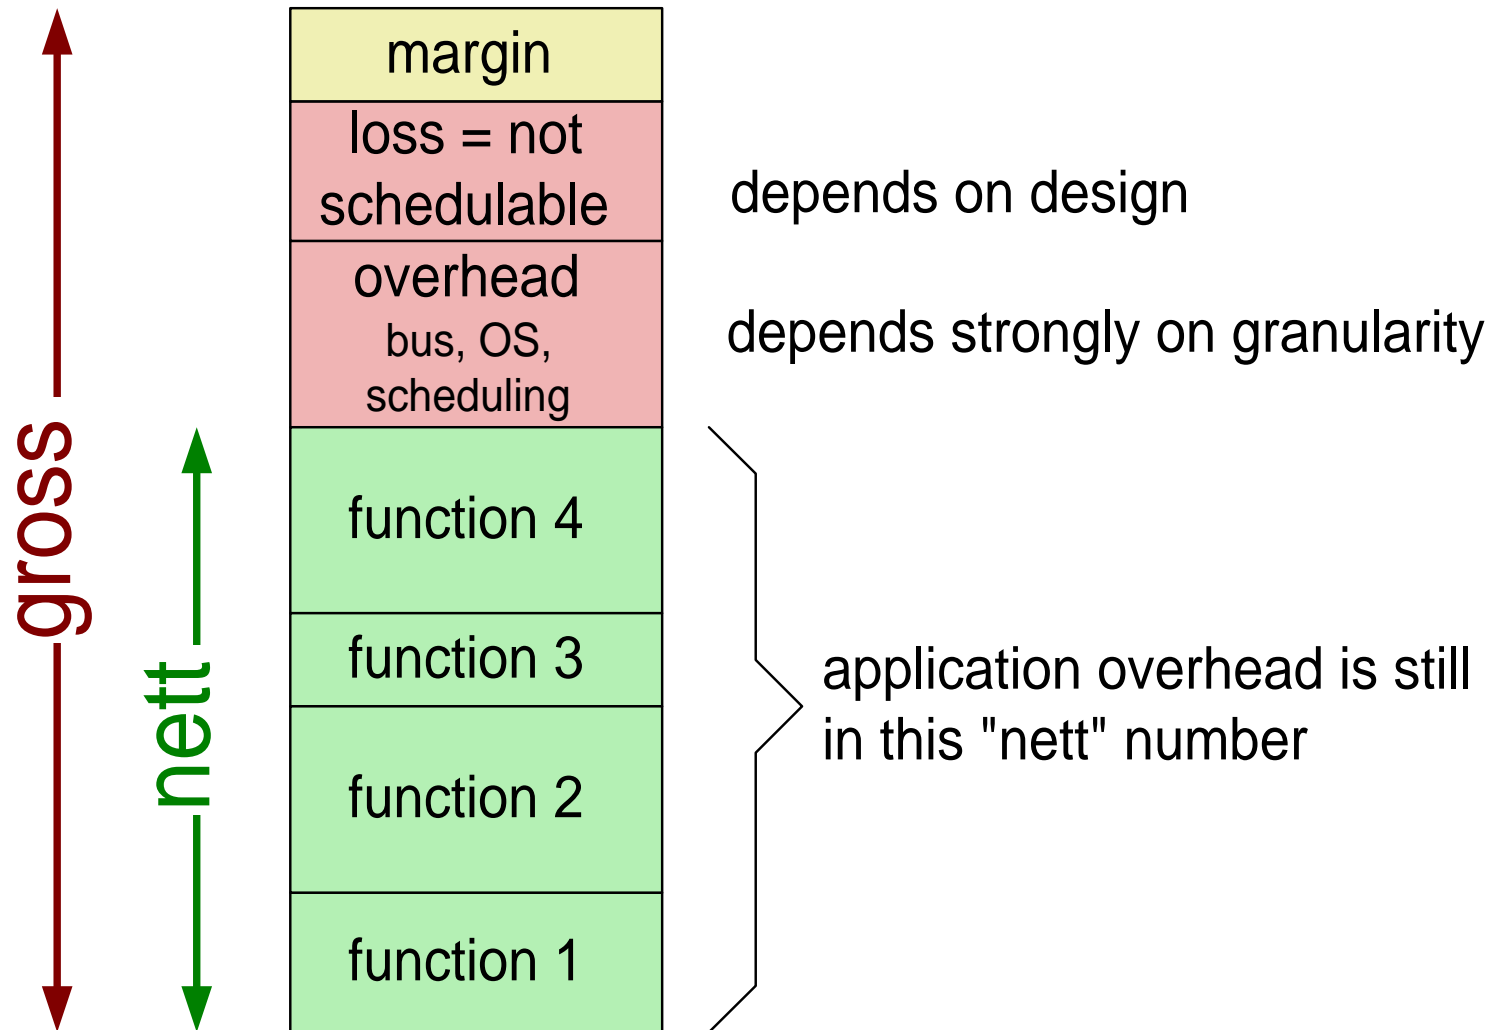 margin
loss = not
schedulable
depends on design
overhead
bus, OS,
scheduling
depends strongly on granularity
gross
nett
function 4
function 3
function 2
function 1
application overhead is still
in this "nett" number